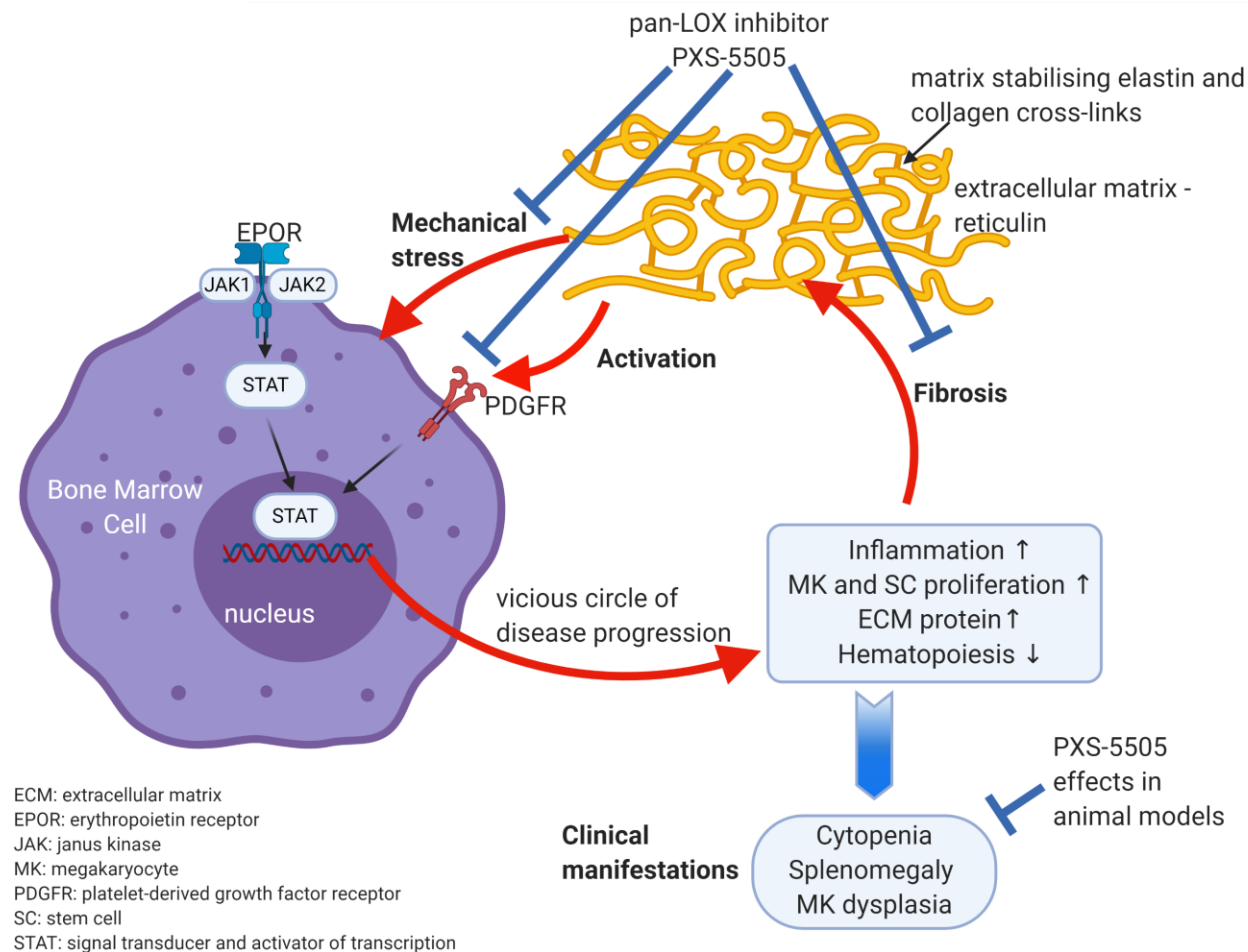 pan-LOX inhibitor
PXS-5505
matrix stabilising elastin and
collagen cross-links
extracellular matrix -
reticulin
Mechanical
stress
EPOR
JAK1
JAK2
STAT
Activation
PDGFR
Fibrosis
Bone Marrow
Cell
STAT
nucleus
vicious circle of
disease progression
Inflammation ↑
MK and SC proliferation ↑
ECM protein↑
Hematopoiesis ↓
PXS-5505
effects in
animal models
Clinical
manifestations
Cytopenia
Splenomegaly
MK dysplasia
ECM: extracellular matrix
EPOR: erythropoietin receptor
JAK: janus kinase
MK: megakaryocyte
PDGFR: platelet-derived growth factor receptor
SC: stem cell
STAT: signal transducer and activator of transcription